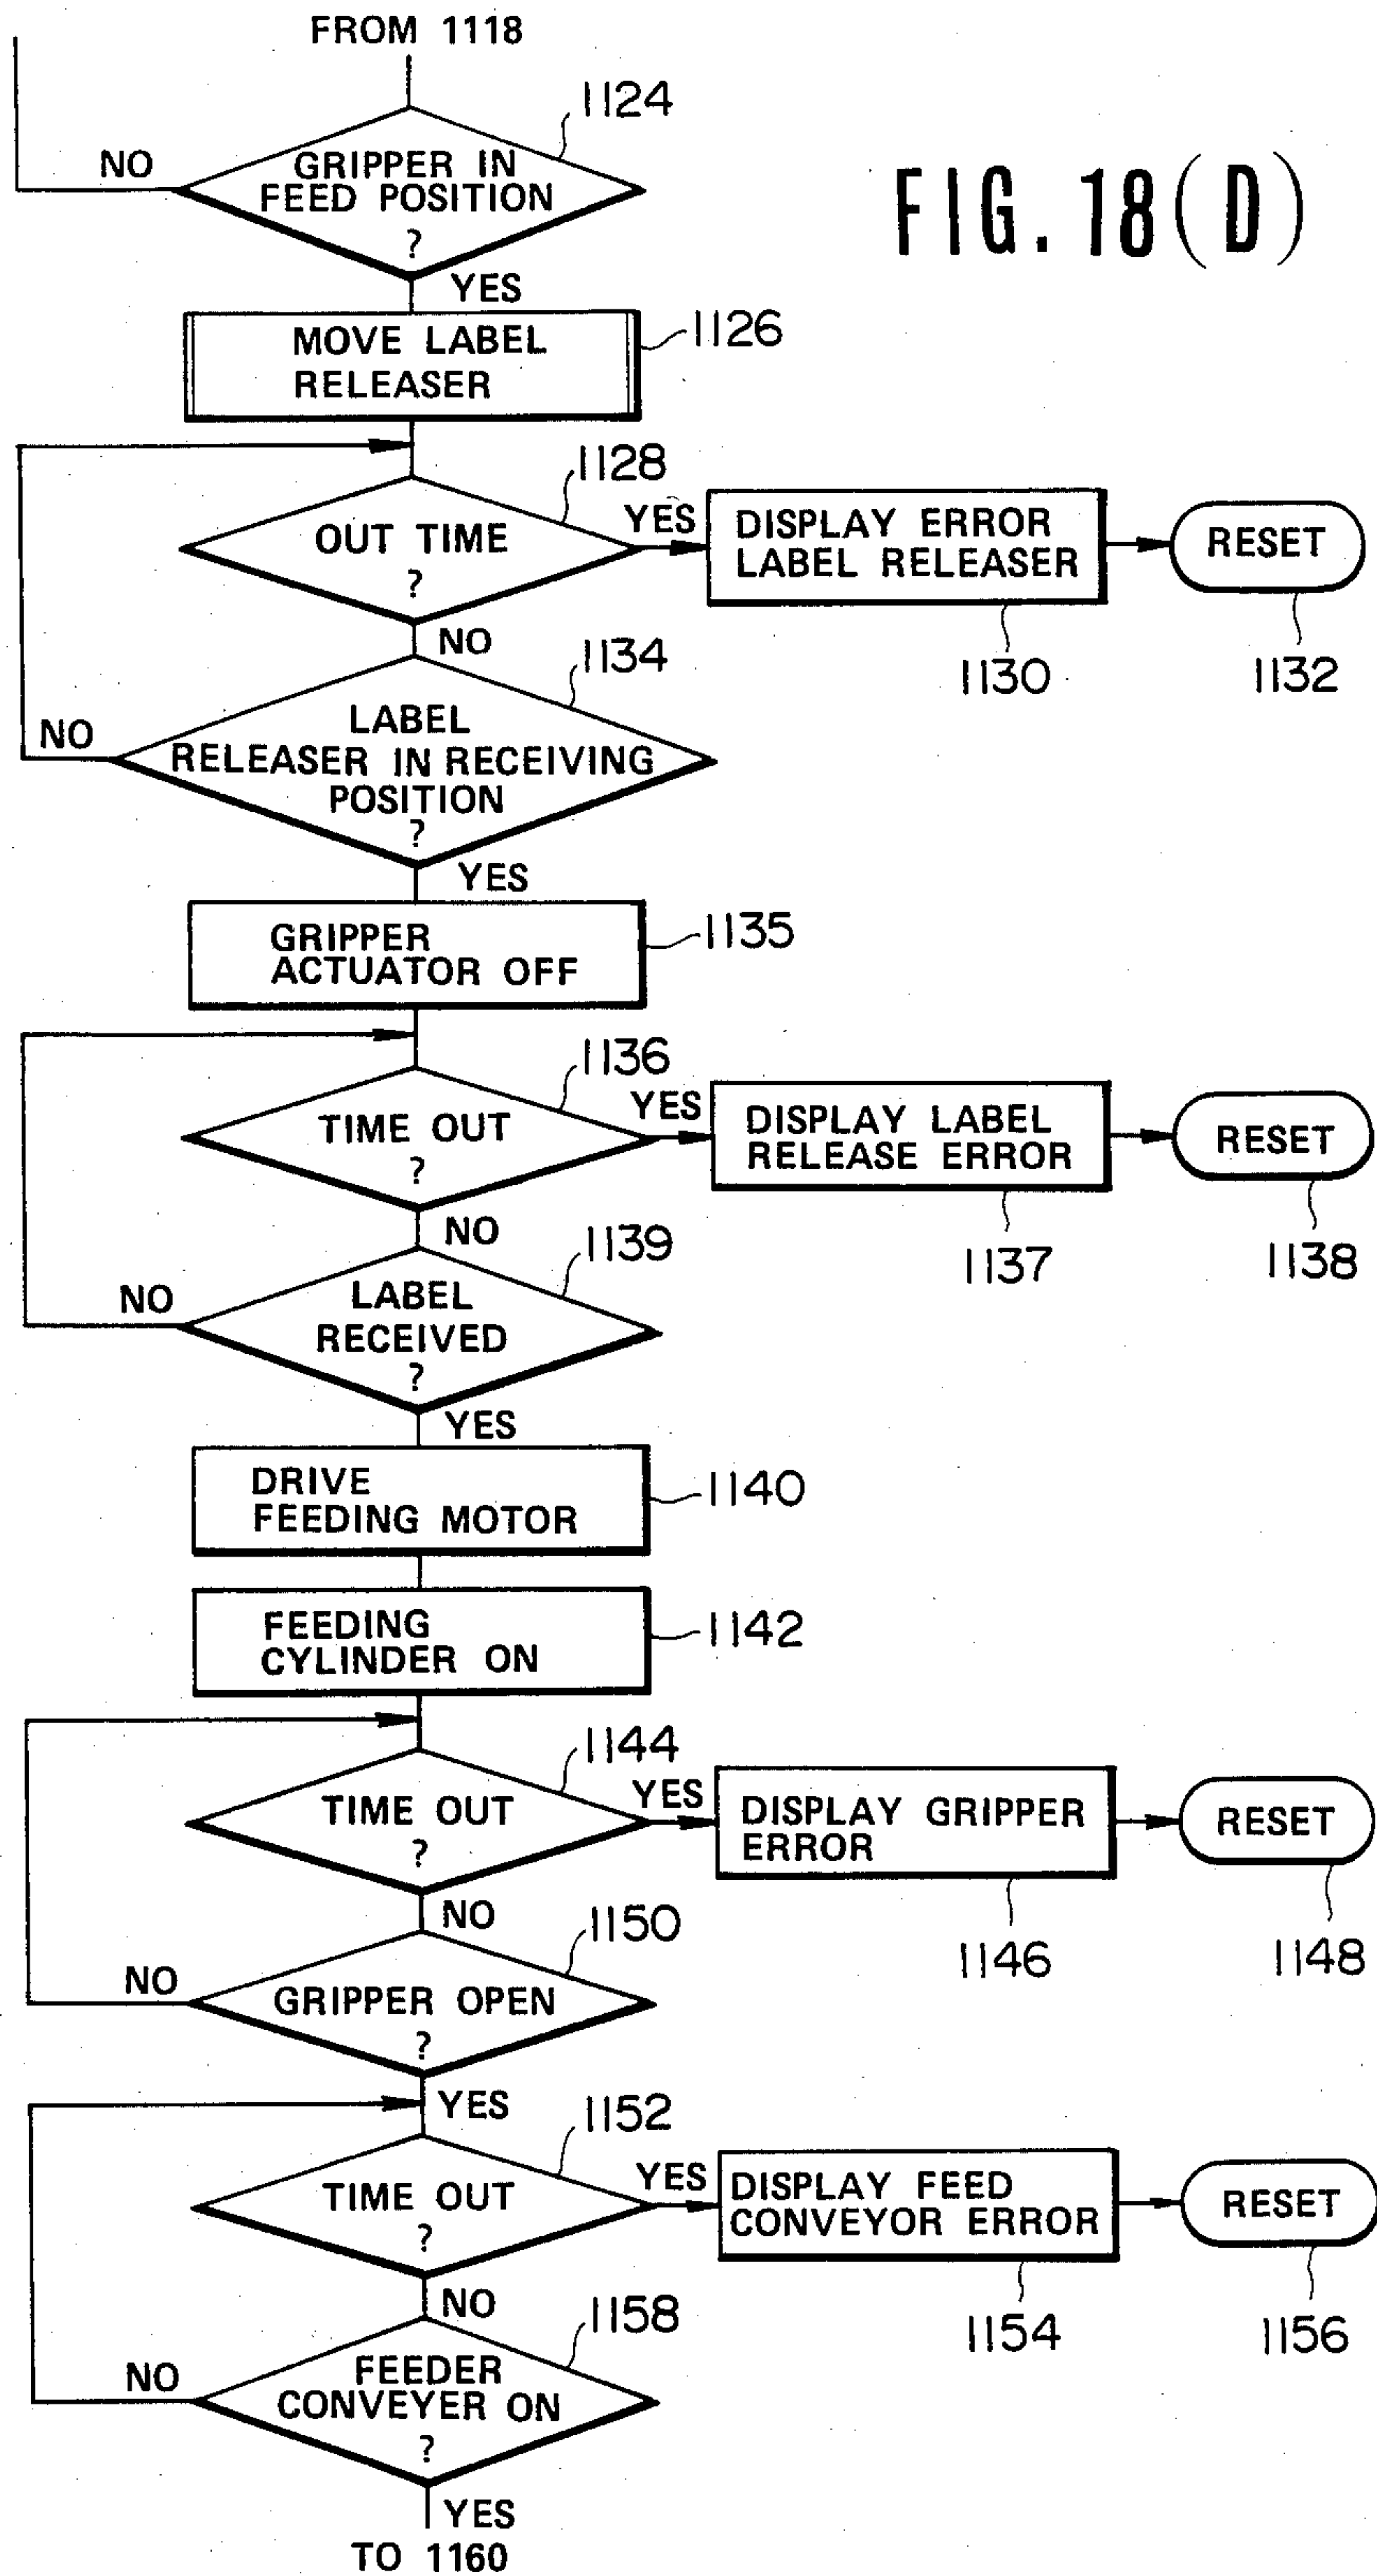 FROM 1118
1124
FIG. 18(D)
NO
GRIPPER IN
FEED POSITION
?
YES
MOVE LABEL
RELEASER
1126
1128
OUT TIME
?
YES
DISPLAY ERROR
LABEL RELEASER
RESET
NO
1130
1132
1134
NO
LABEL
RELEASER IN RECEIVING
POSITION
?
YES
GRIPPER
ACTUATOR OFF
1135
1136
TIME OUT
?
YES
DISPLAY LABEL
RELEASE ERROR
RESET
NO
1137
1138
1139
NO
LABEL
RECEIVED
?
YES
DRIVE
FEEDING MOTOR
1140
FEEDING
CYLINDER ON
1142
1144
TIME OUT
?
YES
DISPLAY GRIPPER
ERROR
RESET
NO
1146
1148
1150
NO
GRIPPER OPEN
?
YES
1152
TIME OUT
?
YES
DISPLAY FEED
CONVEYOR ERROR
RESET
NO
1154
1156
1158
NO
FEEDER
CONVEYER ON
?
YES
TO 1160